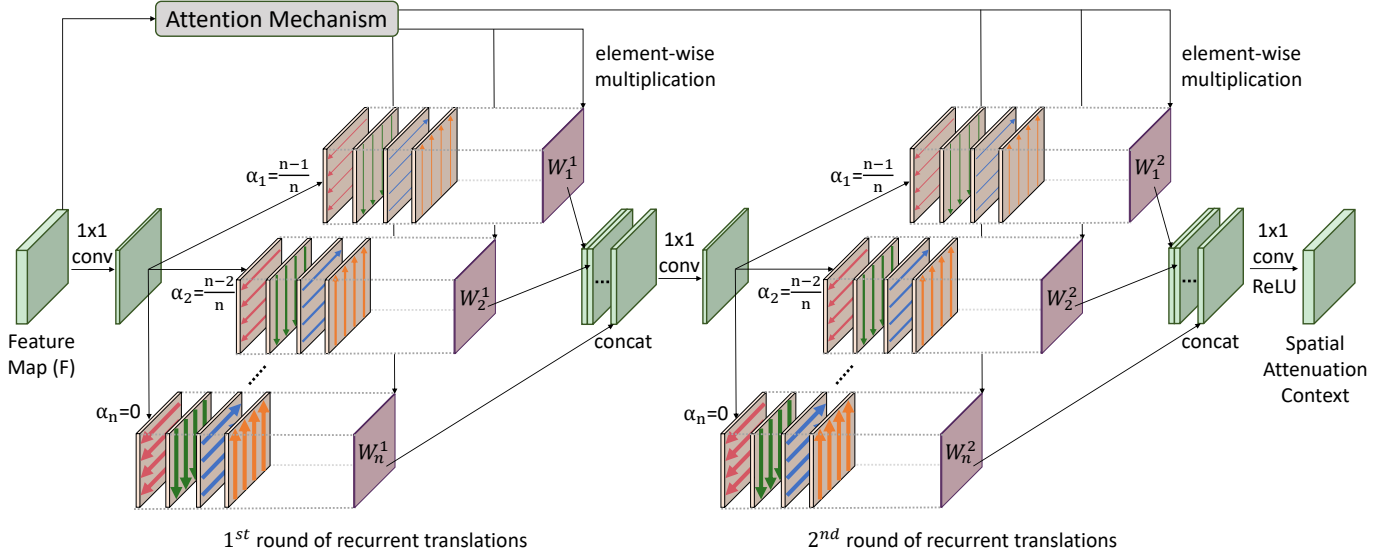 Attention Mechanism
element-wise
multiplication
element-wise
multiplication
α₁=n−1/n
W₁¹
α₁=n−1/n
W₁²
1x1
conv
1x1
conv
1x1
conv
ReLU
α₂=n−2/n
W₂¹
...
α₂=n−2/n
W₂²
...
Feature
Map (F)
concat
concat
Spatial
Attenuation
Context
αₙ=0
Wₙ¹
αₙ=0
Wₙ²
1ˢᵗ round of recurrent translations
2ⁿᵈ round of recurrent translations